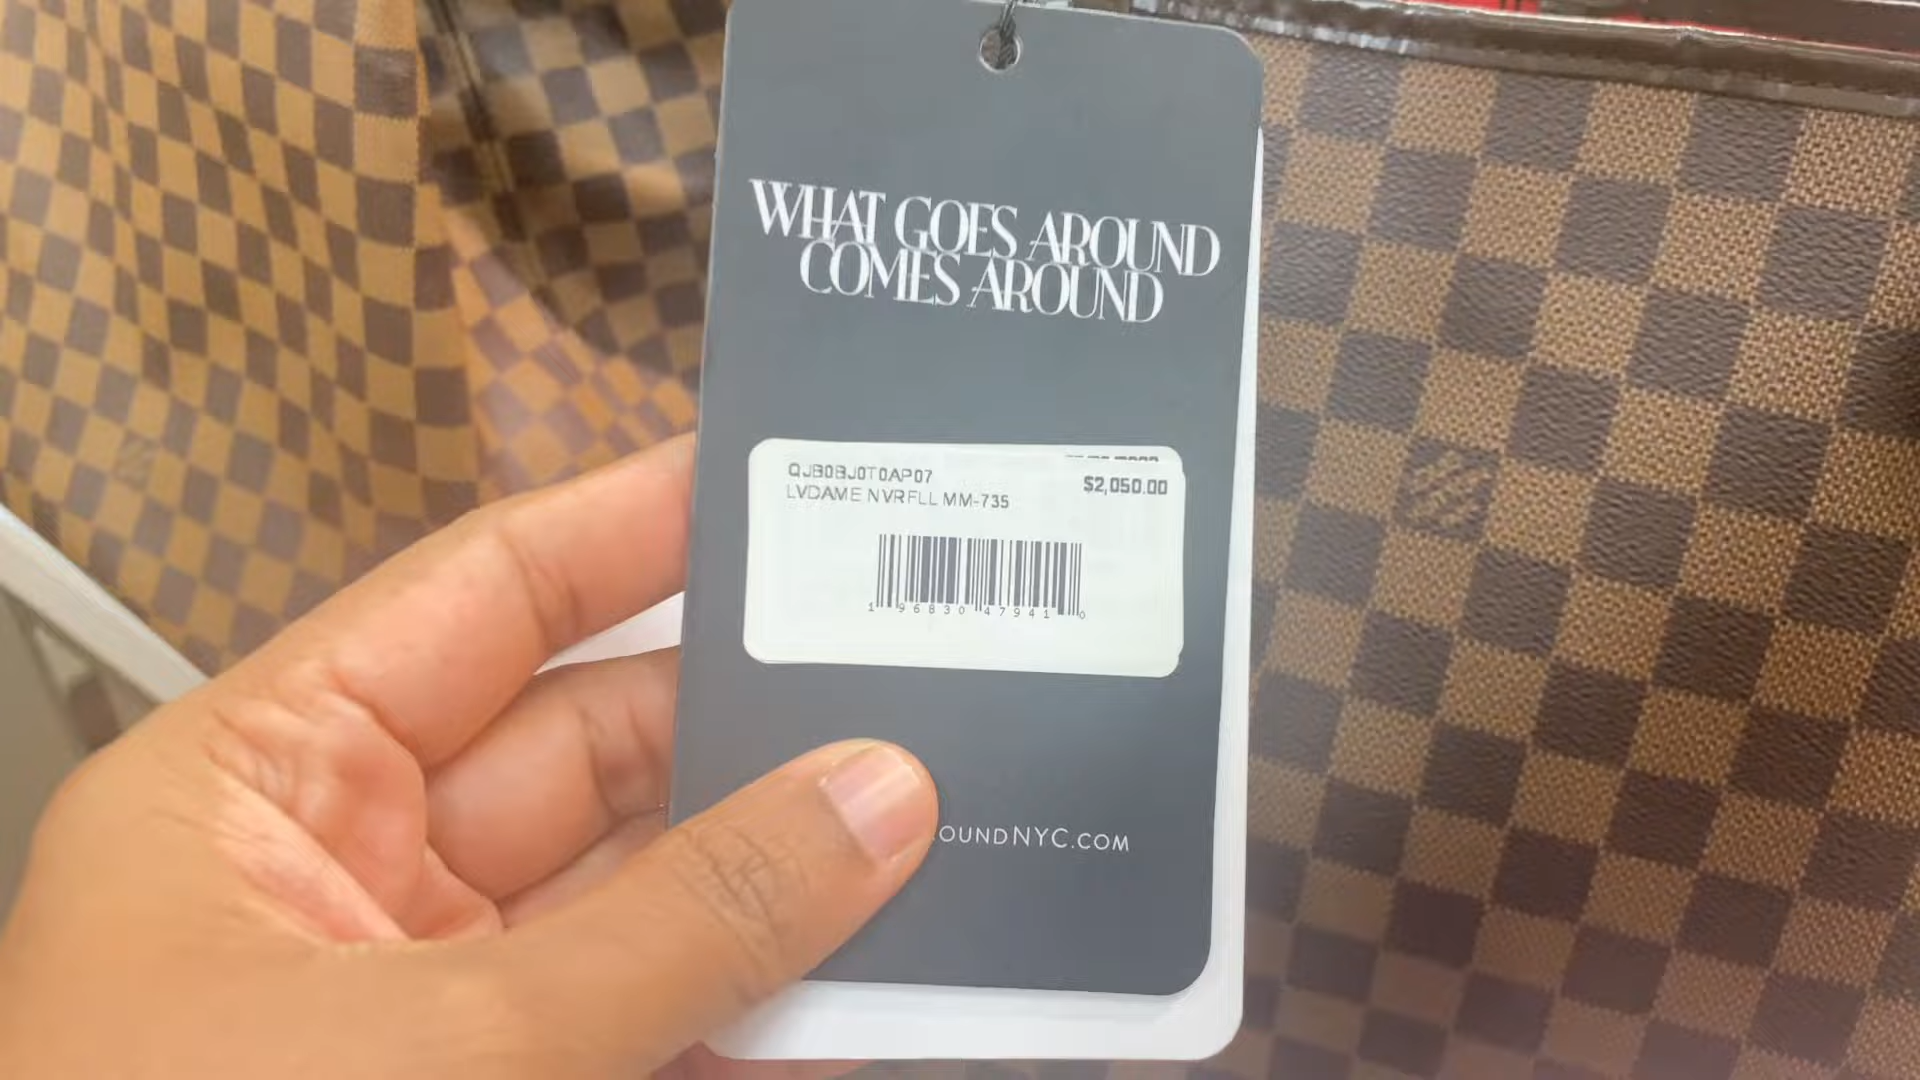 WHAT GOES AROUND
COMES AROUND
QJB0BJ0T0AP07
$2,050.00
LVDAME NVRFLL MM-735
1 96830 47941 0
OUNDNYC.COM